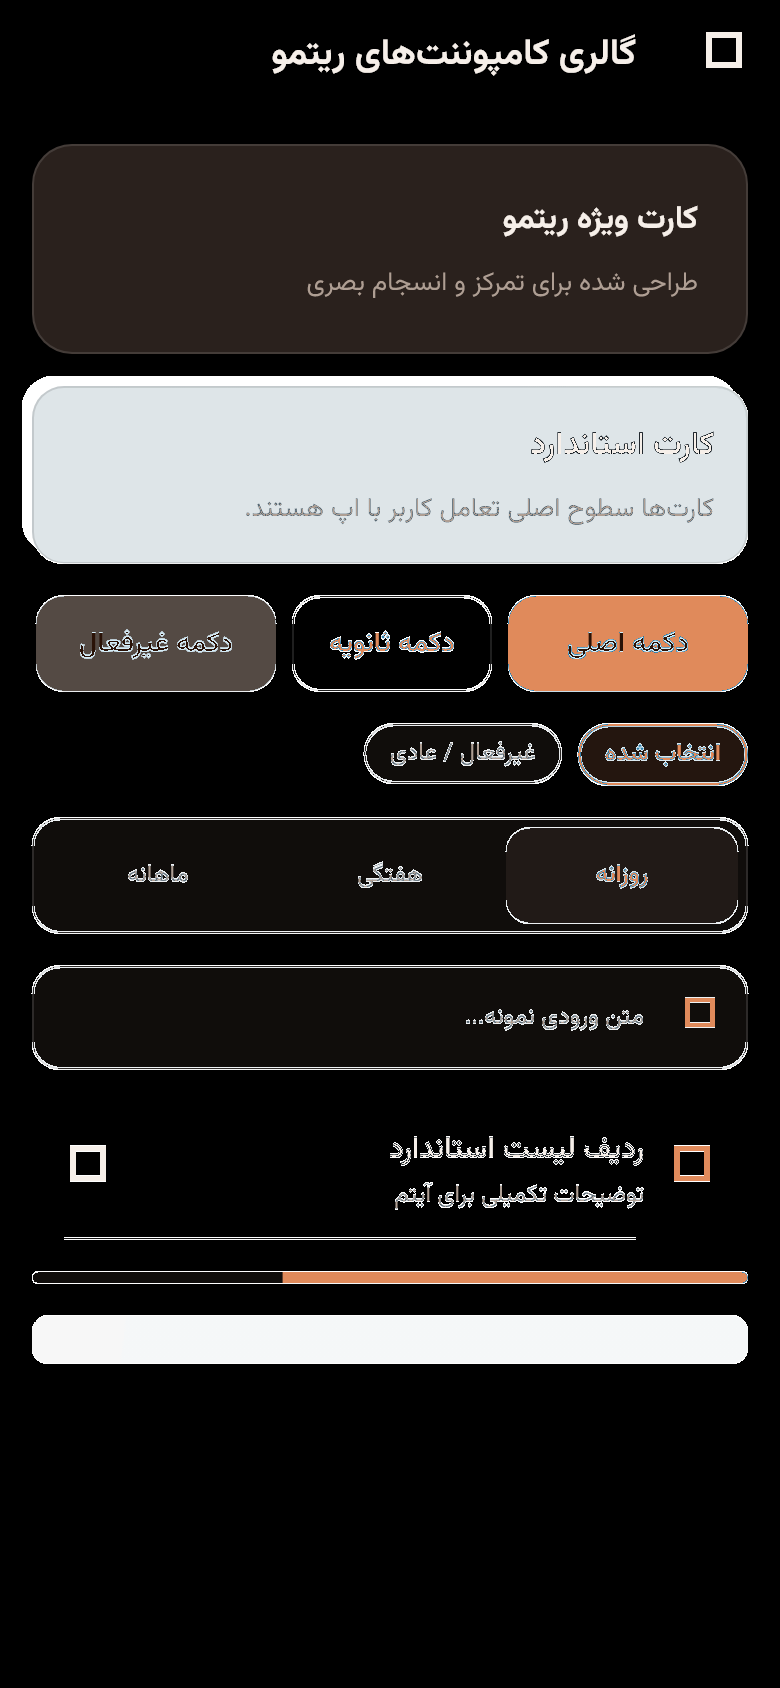 گالری کامپوننت‌های ریتمو
کارت ویژه ریتمو
طراحی شده برای تمرکز و انسجام بصری
کارت استاندارد
کارت‌ها سطوح اصلی تعامل کاربر با اپ هستند.
دکمه اصلی
دکمه ثانویه
دکمه غیرفعال
انتخاب شده
غیرفعال / عادی
روزانه
هفتگی
ماهانه
متن ورودی نمونه...
ردیف لیست استاندارد
توضیحات تکمیلی برای آیتم